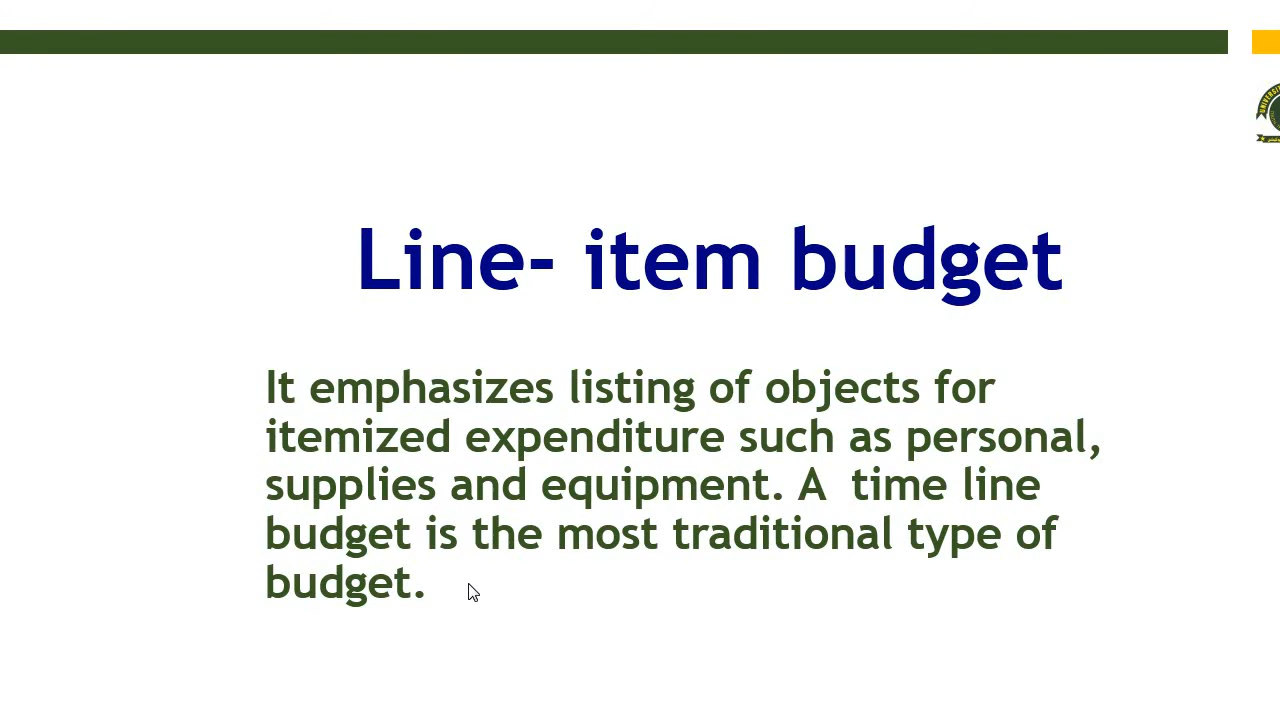 Line- item budget
It emphasizes listing of objects for
itemized expenditure such as personal,
supplies and equipment. A  time line
budget is the most traditional type of
budget.